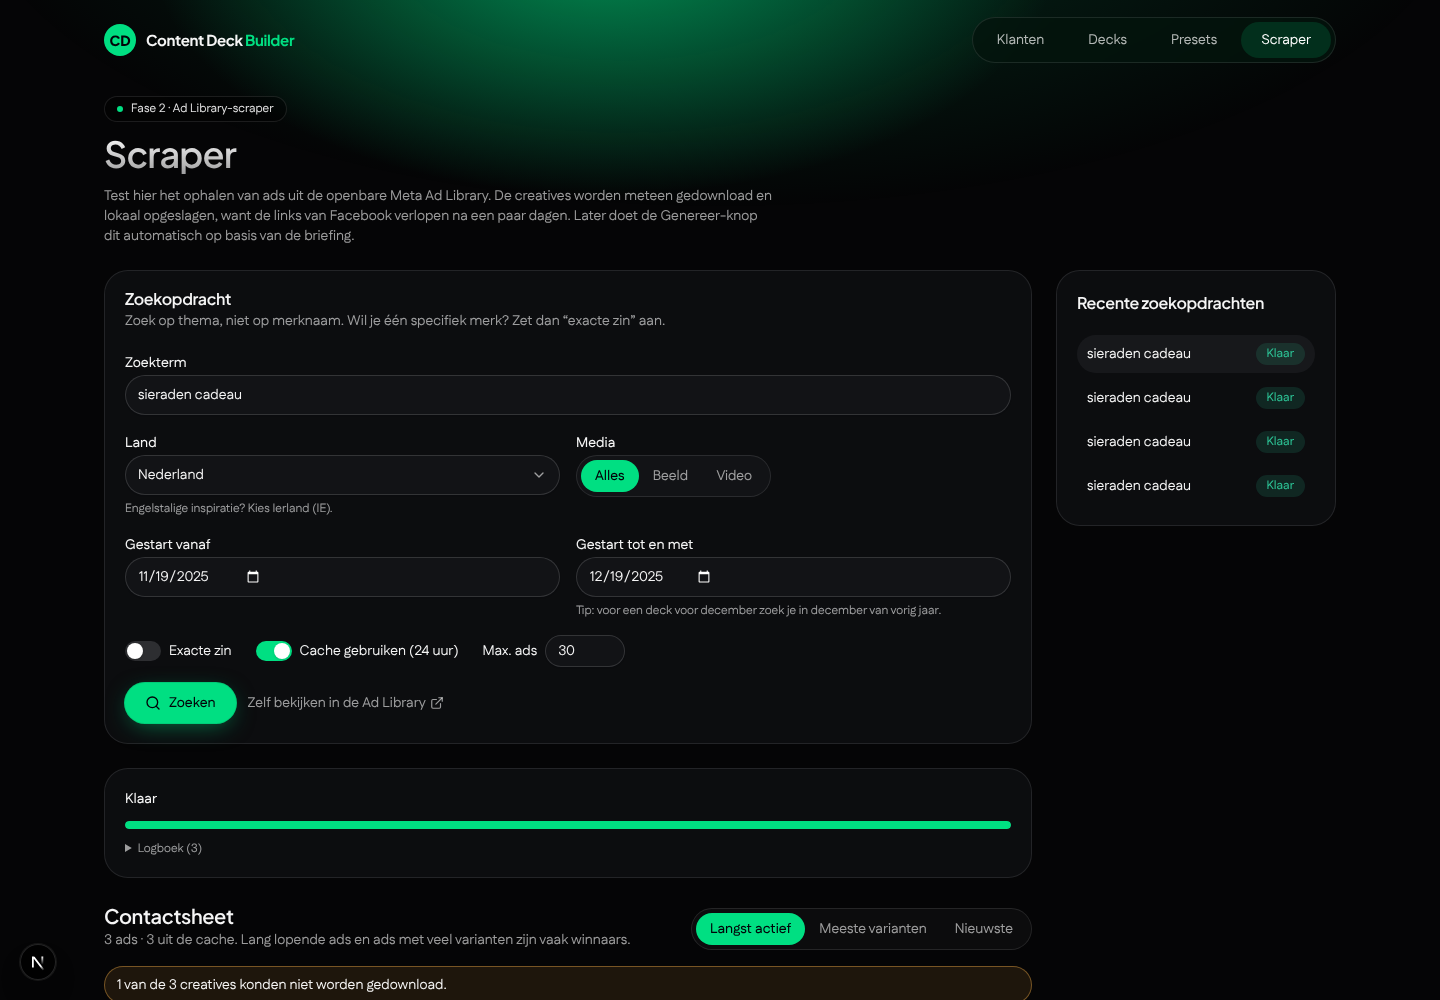 CD Content Deck Builder
Klanten
Decks
Presets
Scraper
Fase 2 · Ad Library-scraper
Scraper
Test hier het ophalen van ads uit de openbare Meta Ad Library. De creatives worden meteen gedownload en
lokaal opgeslagen, want de links van Facebook verlopen na een paar dagen. Later doet de Genereer-knop
dit automatisch op basis van de briefing.
Zoekopdracht
Zoek op thema, niet op merknaam. Wil je één specifiek merk? Zet dan “exacte zin” aan.
Zoekterm
sieraden cadeau
Land
Nederland
Engelstalige inspiratie? Kies Ierland (IE).
Media
Alles
Beeld
Video
Gestart vanaf
11/19/2025
Gestart tot en met
12/19/2025
Tip: voor een deck voor december zoek je in december van vorig jaar.
Exacte zin
Cache gebruiken (24 uur)
Max. ads
30
Zoeken
Zelf bekijken in de Ad Library
Recente zoekopdrachten
sieraden cadeau Klaar
sieraden cadeau Klaar
sieraden cadeau Klaar
sieraden cadeau Klaar
Klaar
Logboek (3)
Contactsheet
3 ads · 3 uit de cache. Lang lopende ads en ads met veel varianten zijn vaak winnaars.
Langst actief
Meeste varianten
Nieuwste
1 van de 3 creatives konden niet worden gedownload.
N